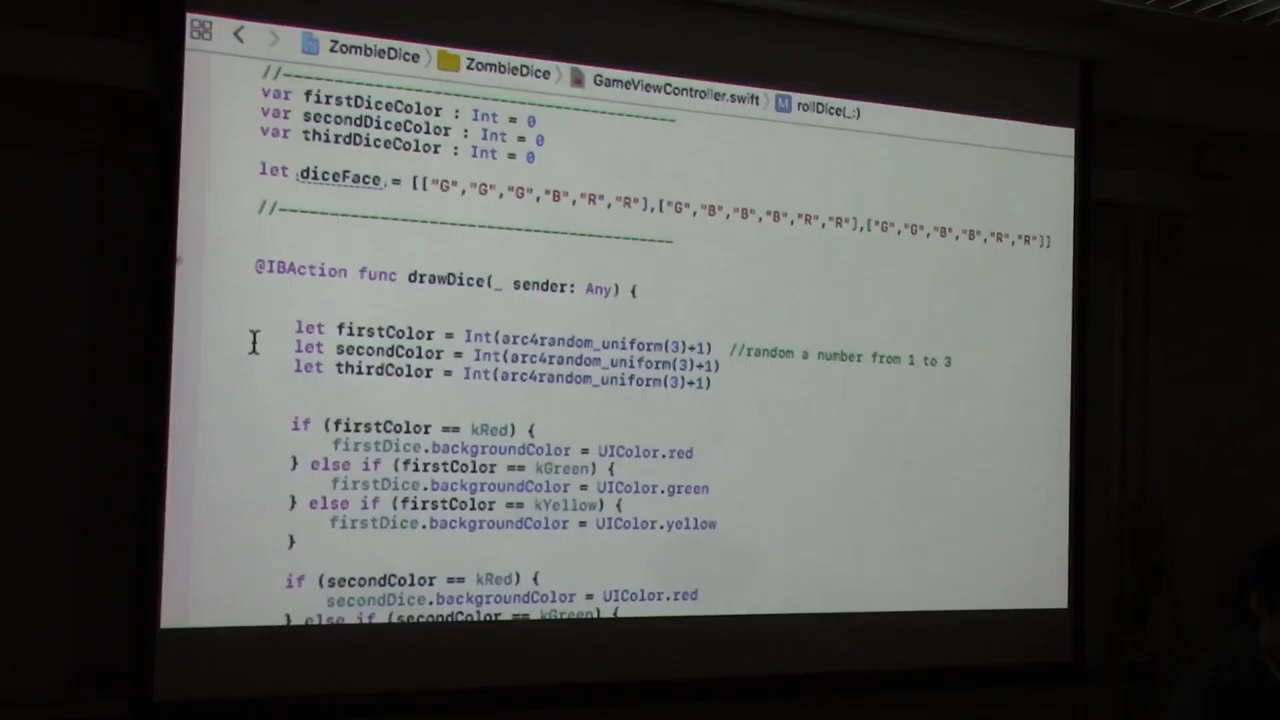 ZombieDice 〉 ZombieDice 〉 GameViewController.swift 〉 M rollDice(_:)
//------------------------------------------------
var firstDiceColor : Int = 0
var secondDiceColor : Int = 0
var thirdDiceColor : Int = 0
let diceFace = [["G","G","G","B","R","R"],["G","B","B","B","R","R"],["G","G","B","B","R","R"]]
//------------------------------------------------
@IBAction func drawDice(_ sender: Any) {
let firstColor = Int(arc4random_uniform(3)+1) //random a number from 1 to 3
let secondColor = Int(arc4random_uniform(3)+1)
let thirdColor = Int(arc4random_uniform(3)+1)
if (firstColor == kRed) {
firstDice.backgroundColor = UIColor.red
} else if (firstColor == kGreen) {
firstDice.backgroundColor = UIColor.green
} else if (firstColor == kYellow) {
firstDice.backgroundColor = UIColor.yellow
}
if (secondColor == kRed) {
secondDice.backgroundColor = UIColor.red
} else if (secondColor == kGreen) {